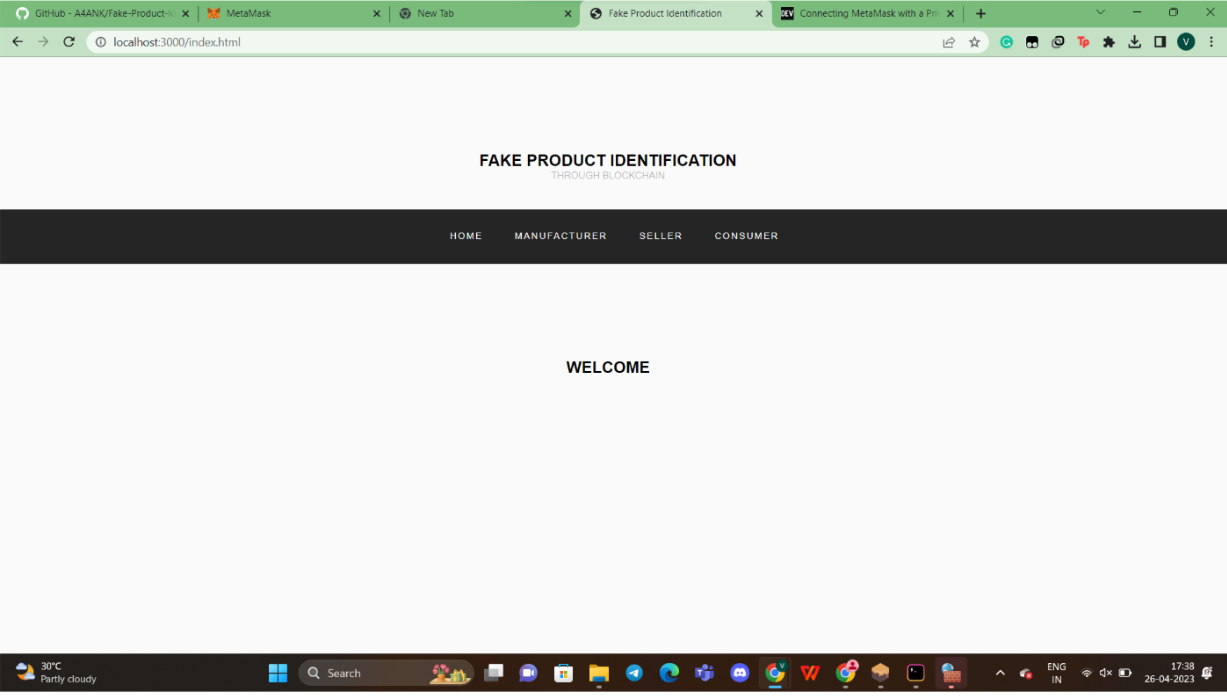 GitHub - A4ANK/Fake-Product-Ic
MetaMask
New Tab
Fake Product Identification
Connecting MetaMask with a Pri
localhost:3000/index.html
Tp
V
FAKE PRODUCT IDENTIFICATION
THROUGH BLOCKCHAIN
HOME MANUFACTURER SELLER CONSUMER
WELCOME
30°C
Partly cloudy
Search
ENG
IN
17:38
26-04-2023